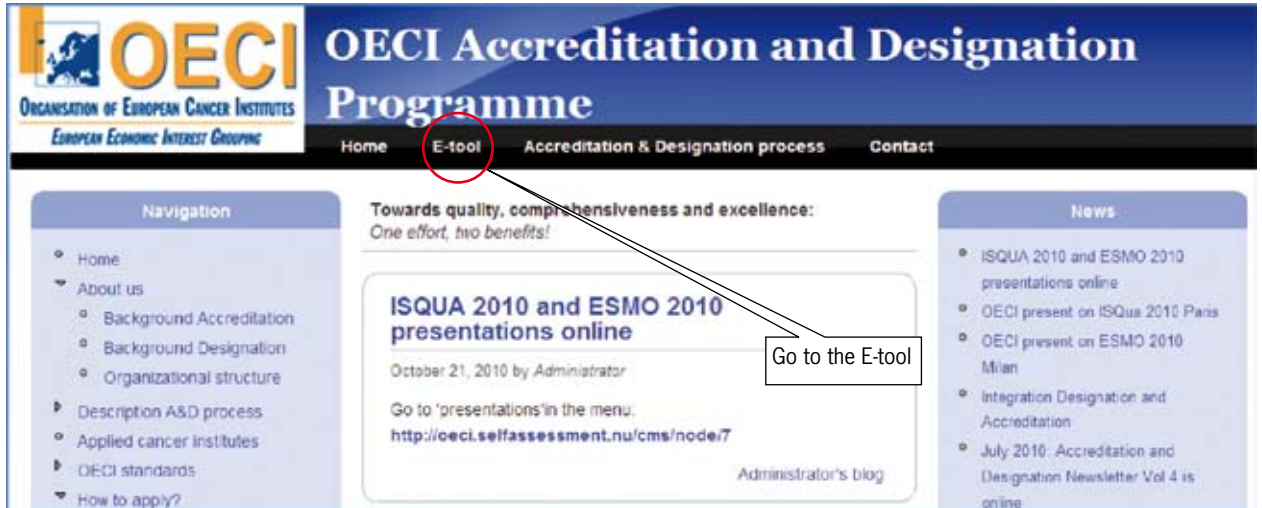 OECI
ORGANISATION OF EUROPEAN CANCER INSTITUTES
EUROPEAN ECONOMIC INTEREST GROUPING
OECI Accreditation and Designation
Programme
Home E-tool Accreditation & Designation process Contact
Navigation
Home
About us
Background Accreditation
Background Designation
Organizational structure
Description A&D process
Applied cancer institutes
OECI standards
How to apply?
Towards quality, comprehensiveness and excellence:
One effort, two benefits!
ISQUA 2010 and ESMO 2010
presentations online
October 21, 2010 by Administrator
Go to 'presentations'in the menu:
http://oeci.selfassessment.nu/cms/node/7
Administrator's blog
Go to the E-tool
News
ISQUA 2010 and ESMO 2010
presentations online
OECI present on ISQua 2010 Paris
OECI present on ESMO 2010
Milan
Integration Designation and
Accreditation
July 2010: Accreditation and
Designation Newsletter Vol 4 is
online